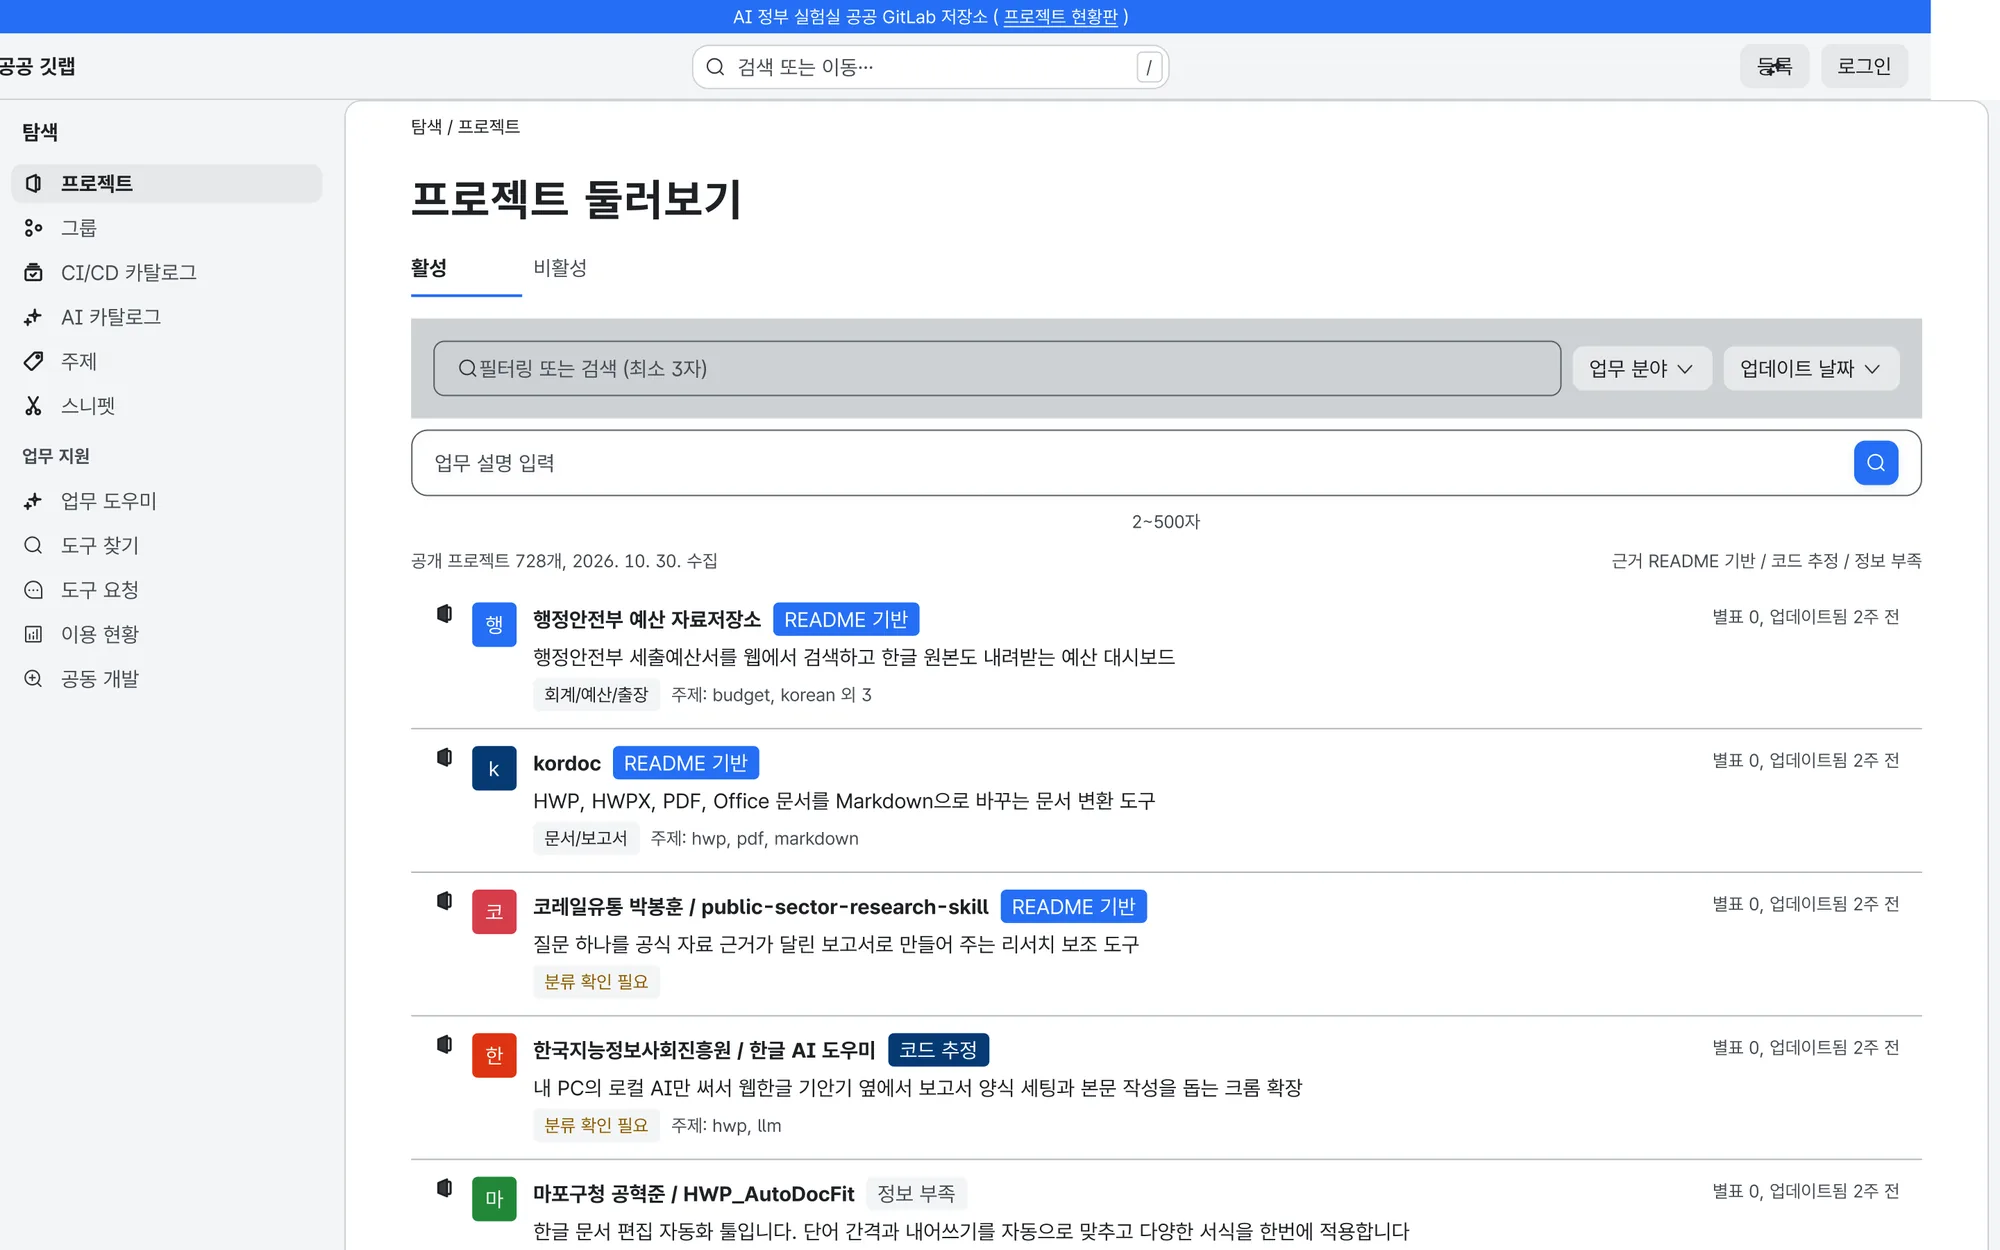 AI 정부 실험실 공공 GitLab 저장소 ( 프로젝트 현황판 )
공공 깃랩
검색 또는 이동…
/
등록
로그인
탐색
프로젝트
그룹
CI/CD 카탈로그
AI 카탈로그
주제
스니펫
업무 지원
업무 도우미
도구 찾기
도구 요청
이용 현황
공동 개발
탐색 / 프로젝트
프로젝트 둘러보기
활성
비활성
필터링 또는 검색 (최소 3자)
업무 분야
업데이트 날짜
업무 설명 입력
2~500자
공개 프로젝트 728개, 2026. 10. 30. 수집
근거 README 기반 / 코드 추정 / 정보 부족
행
행정안전부 예산 자료저장소
README 기반
별표 0, 업데이트됨 2주 전
행정안전부 세출예산서를 웹에서 검색하고 한글 원본도 내려받는 예산 대시보드
회계/예산/출장
주제: budget, korean 외 3
k
kordoc
README 기반
별표 0, 업데이트됨 2주 전
HWP, HWPX, PDF, Office 문서를 Markdown으로 바꾸는 문서 변환 도구
문서/보고서
주제: hwp, pdf, markdown
코
코레일유통 박봉훈 / public-sector-research-skill
README 기반
별표 0, 업데이트됨 2주 전
질문 하나를 공식 자료 근거가 달린 보고서로 만들어 주는 리서치 보조 도구
분류 확인 필요
한
한국지능정보사회진흥원 / 한글 AI 도우미
코드 추정
별표 0, 업데이트됨 2주 전
내 PC의 로컬 AI만 써서 웹한글 기안기 옆에서 보고서 양식 세팅과 본문 작성을 돕는 크롬 확장
분류 확인 필요
주제: hwp, llm
마
마포구청 공혁준 / HWP_AutoDocFit
정보 부족
별표 0, 업데이트됨 2주 전
한글 문서 편집 자동화 툴입니다. 단어 간격과 내어쓰기를 자동으로 맞추고 다양한 서식을 한번에 적용합니다